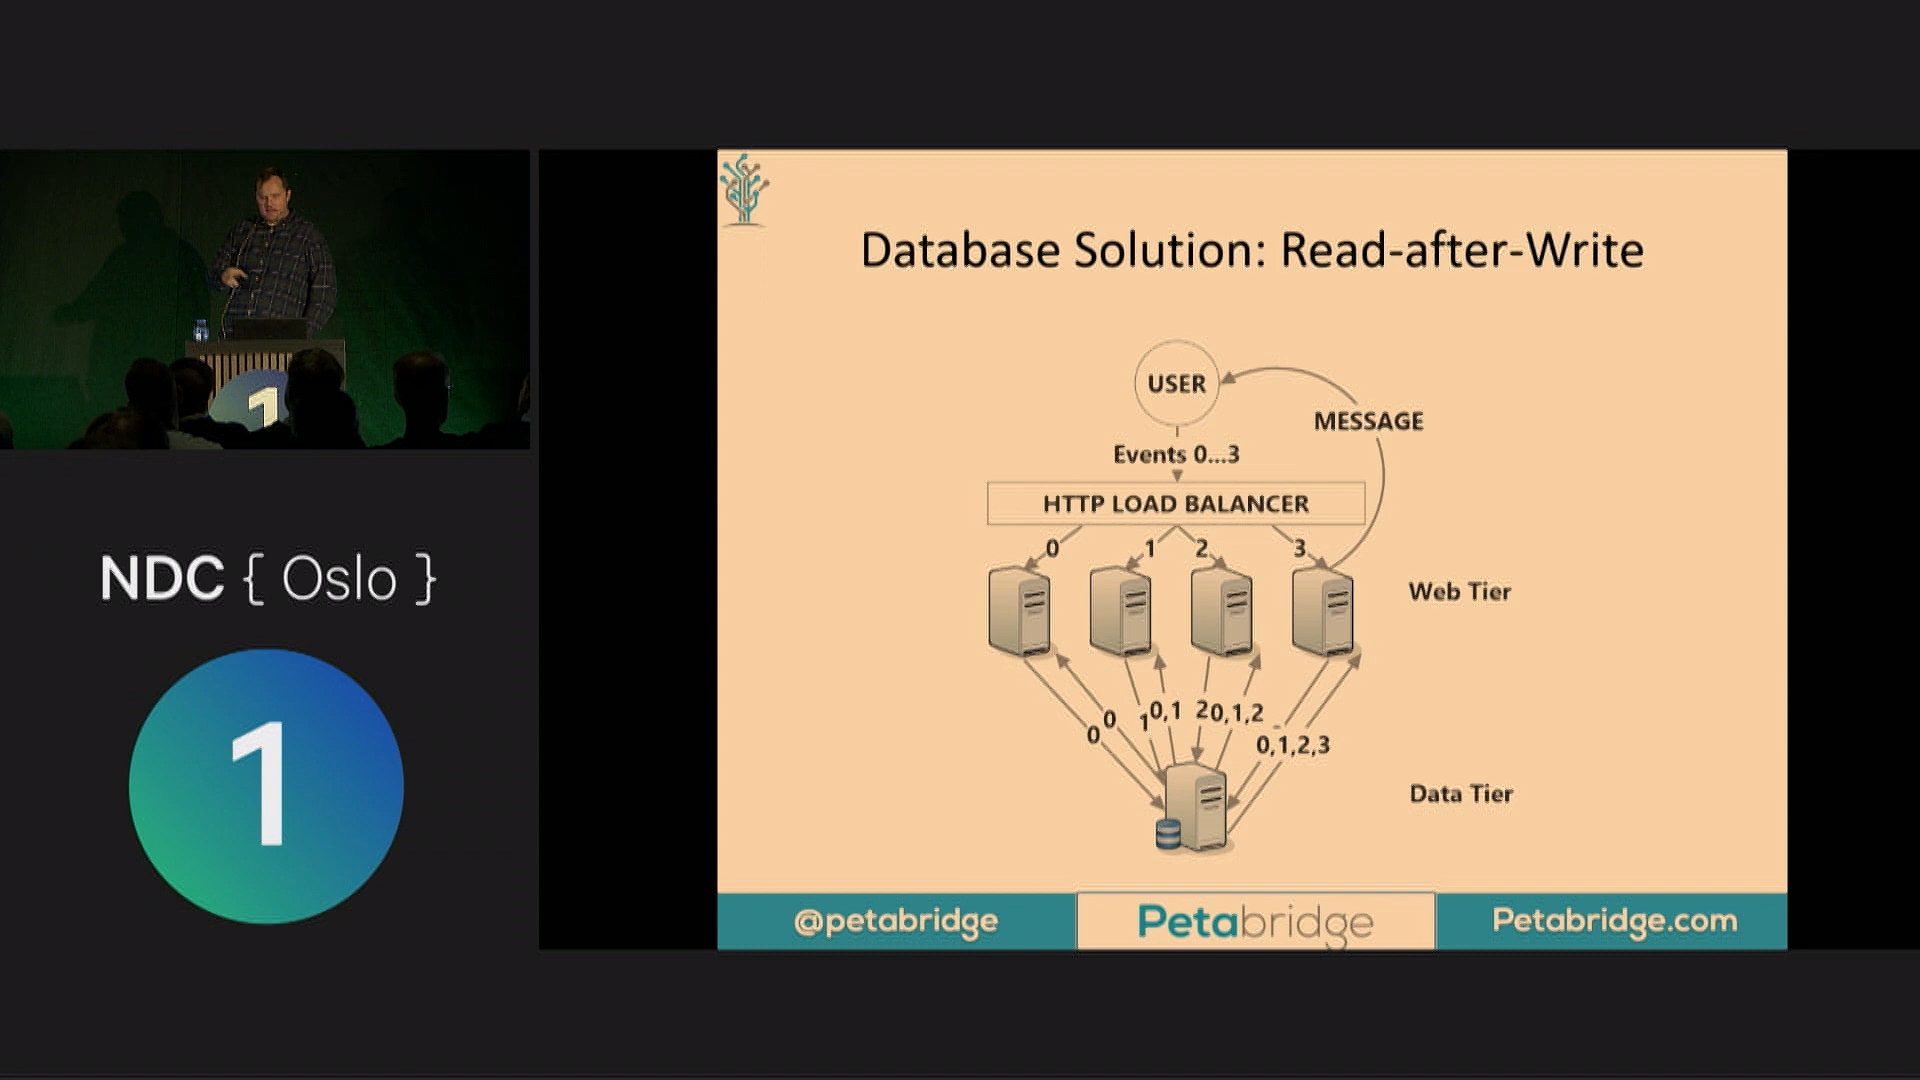 Database Solution: Read-after-Write
USER
MESSAGE
Events 0...3
HTTP LOAD BALANCER
0
1
2
3
Web Tier
0
0
1
0,1
2
0,1,2
0,1,2,3
Data Tier
@petabridge
Petabridge
Petabridge.com
1
NDC { Oslo }
1